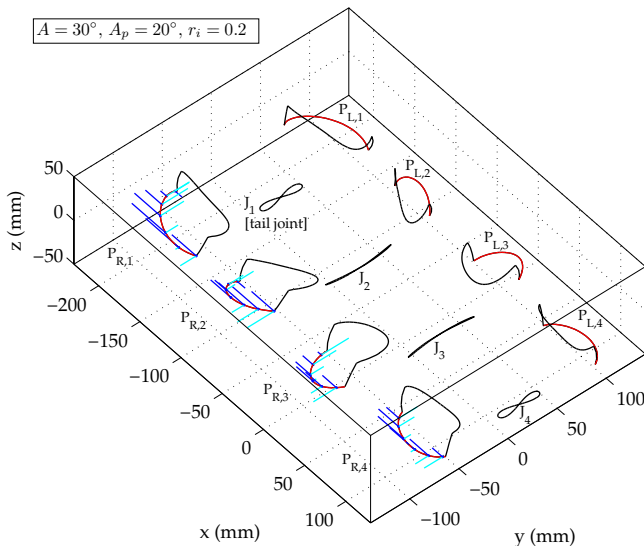 A = 30°, A_p = 20°, r_i = 0.2
P_L,1
50
P_L,2
z (mm)
0
J_1
[tail joint]
−50
P_R,1
P_L,3
−200
J_2
P_R,2
P_L,4
−150
J_3
−100
P_R,3
100
−50
50
J_4
0
P_R,4
0
50
−50
100
−100
x (mm)
y (mm)